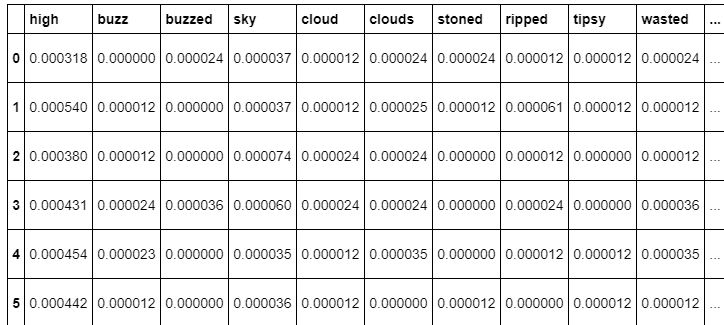 high buzz buzzed sky cloud clouds stoned ripped tipsy wasted ...
0 0.000318 0.000000 0.000024 0.000037 0.000012 0.000024 0.000024 0.000012 0.000012 0.000024 ...
1 0.000540 0.000012 0.000000 0.000037 0.000012 0.000025 0.000012 0.000061 0.000012 0.000012 ...
2 0.000380 0.000012 0.000000 0.000074 0.000024 0.000024 0.000000 0.000012 0.000000 0.000012 ...
3 0.000431 0.000024 0.000036 0.000060 0.000024 0.000024 0.000000 0.000024 0.000000 0.000036 ...
4 0.000454 0.000023 0.000000 0.000035 0.000012 0.000035 0.000000 0.000012 0.000012 0.000035 ...
5 0.000442 0.000012 0.000000 0.000036 0.000012 0.000000 0.000012 0.000000 0.000012 0.000012 ...